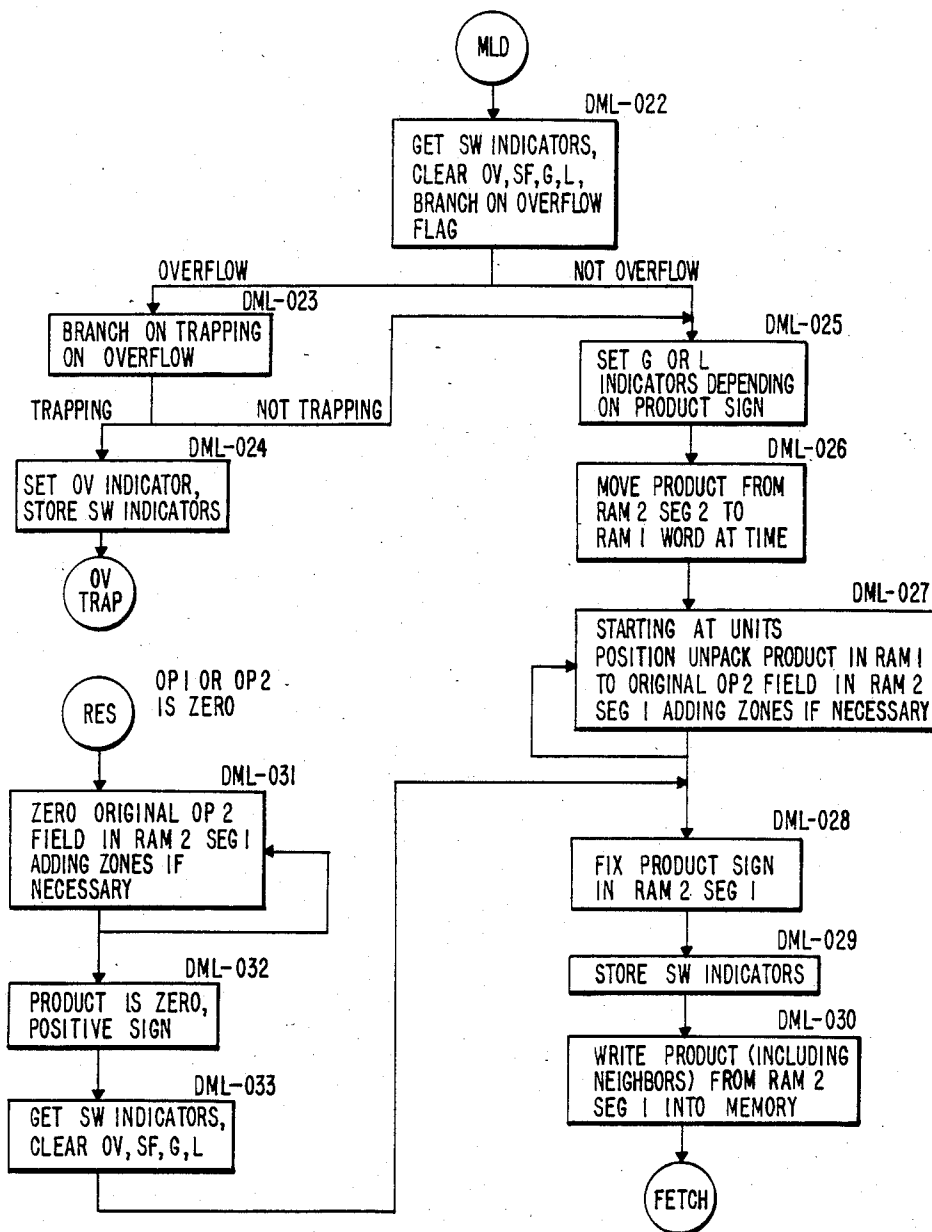 MLD
DML-022
GET SW INDICATORS,
CLEAR OV, SF, G, L,
BRANCH ON OVERFLOW
FLAG
OVERFLOW
NOT OVERFLOW
DML-023
BRANCH ON TRAPPING
ON OVERFLOW
TRAPPING
NOT TRAPPING
DML-024
SET OV INDICATOR,
STORE SW INDICATORS
OV
TRAP
DML-025
SET G OR L
INDICATORS DEPENDING
ON PRODUCT SIGN
DML-026
MOVE PRODUCT FROM
RAM 2 SEG 2 TO
RAM 1 WORD AT TIME
DML-027
STARTING AT UNITS
POSITION UNPACK PRODUCT IN RAM 1
TO ORIGINAL OP2 FIELD IN RAM 2
SEG 1 ADDING ZONES IF NECESSARY
RES
OP1 OR OP2
IS ZERO
DML-031
ZERO ORIGINAL OP 2
FIELD IN RAM 2 SEG 1
ADDING ZONES IF
NECESSARY
DML-032
PRODUCT IS ZERO,
POSITIVE SIGN
DML-033
GET SW INDICATORS,
CLEAR OV, SF, G, L
DML-028
FIX PRODUCT SIGN
IN RAM 2 SEG 1
DML-029
STORE SW INDICATORS
DML-030
WRITE PRODUCT (INCLUDING
NEIGHBORS) FROM RAM 2
SEG 1 INTO MEMORY
FETCH